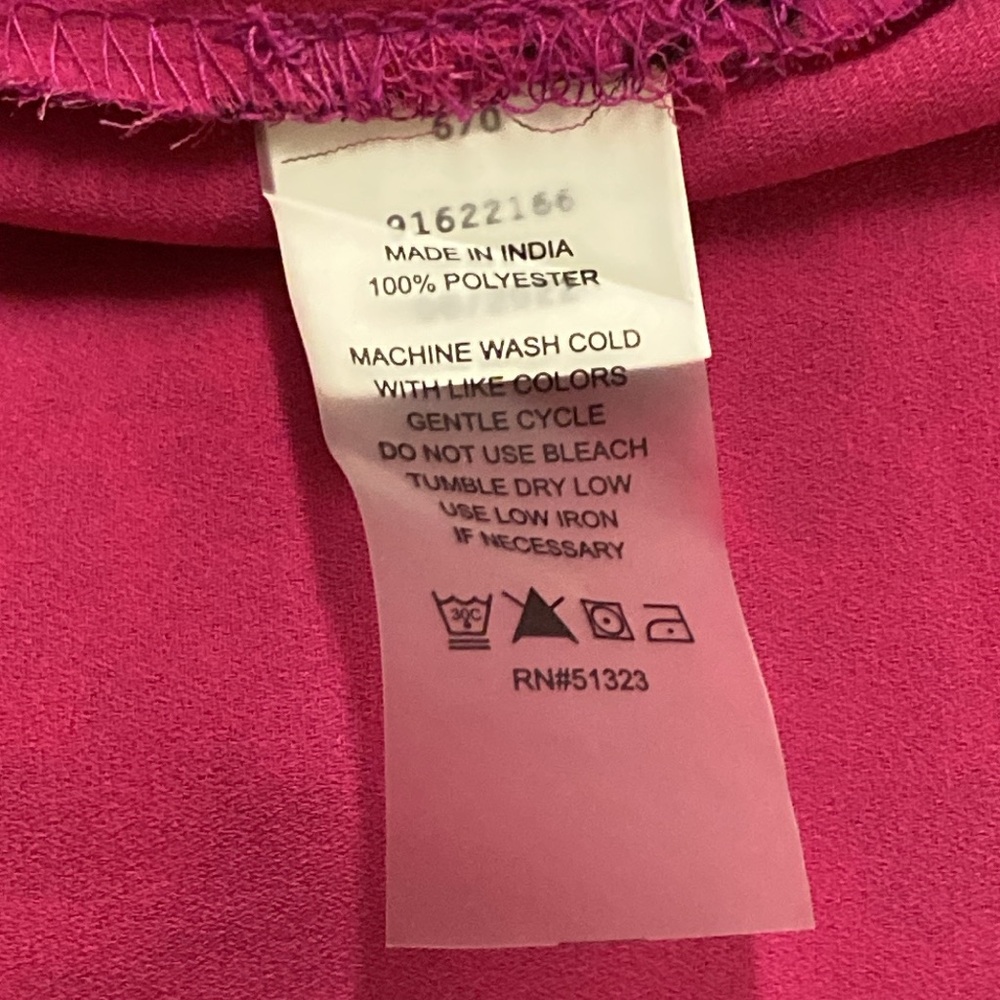 91622166
MADE IN INDIA
100% POLYESTER
MACHINE WASH COLD
WITH LIKE COLORS
GENTLE CYCLE
DO NOT USE BLEACH
TUMBLE DRY LOW
USE LOW IRON
IF NECESSARY
30C
RN#51323